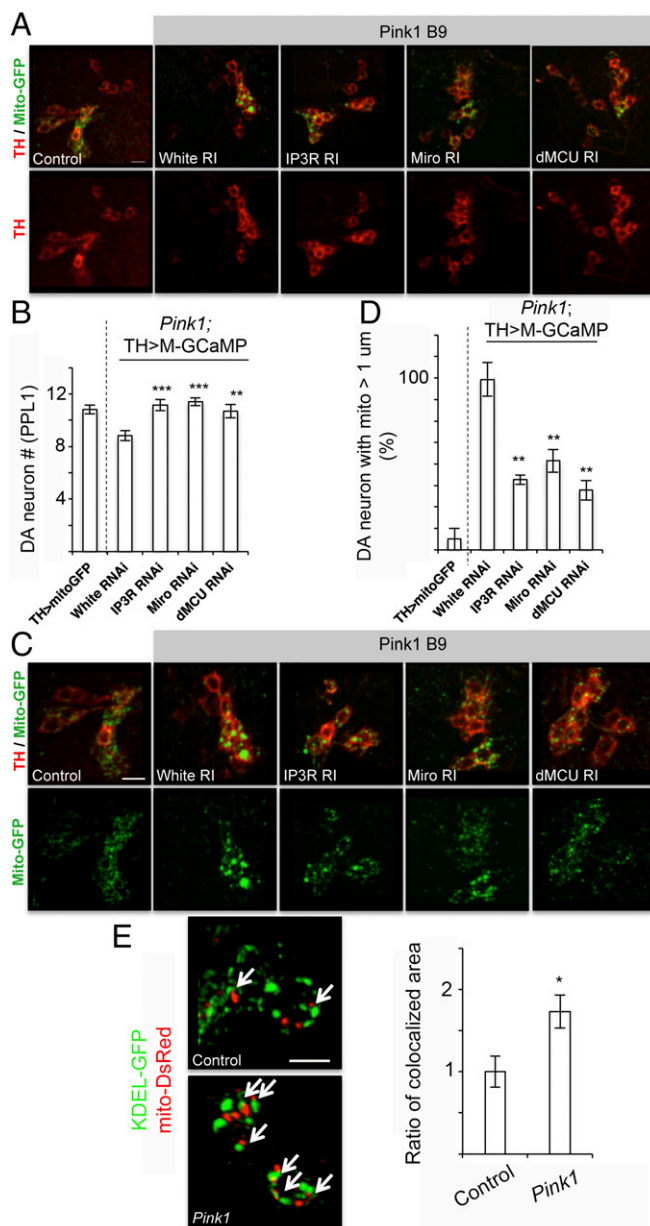 A
Pink1 B9
TH / Mito-GFP
Control
White RI
IP3R RI
Miro RI
dMCU RI
TH
B
Pink1;
TH>M-GCaMP
DA neuron # (PPL1)
12
8
4
***
***
**
TH>mitoGFP
White RNAi
IP3R RNAi
Miro RNAi
dMCU RNAi
D
Pink1;
TH>M-GCaMP
DA neuron with mito > 1 um
(%)
100
**
**
**
TH>mitoGFP
White RNAi
IP3R RNAi
Miro RNAi
dMCU RNAi
C
Pink1 B9
TH / Mito-GFP
Control
White RI
IP3R RI
Miro RI
dMCU RI
Mito-GFP
E
KDEL-GFP
mito-DsRed
Control
Pink1
Ratio of colocalized area
2
1
0
*
Control
Pink1